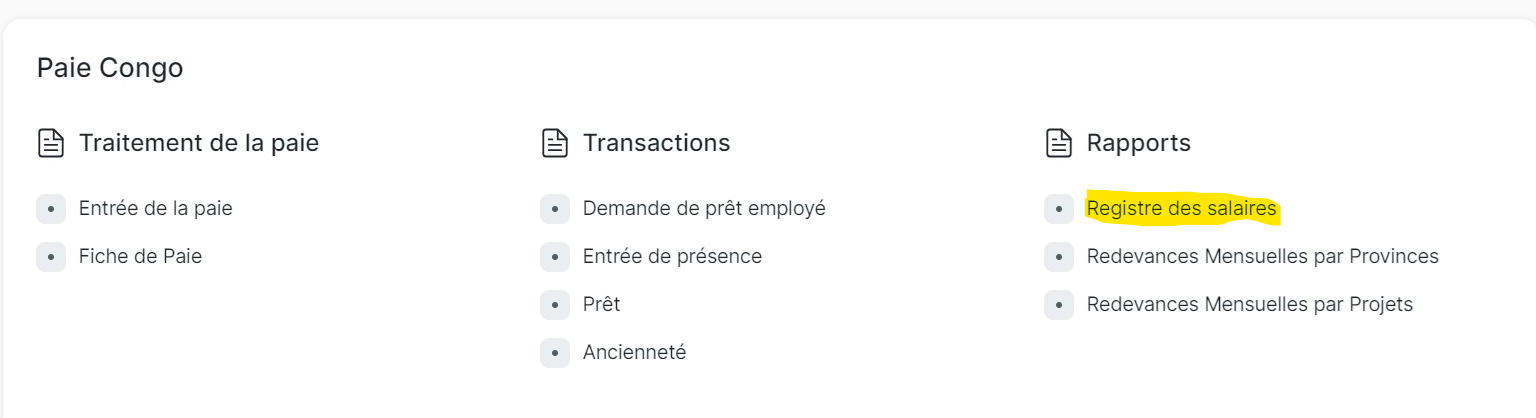 Paie Congo
Traitement de la paie
Entrée de la paie
Fiche de Paie
Transactions
Demande de prêt employé
Entrée de présence
Prêt
Ancienneté
Rapports
Registre des salaires
Redevances Mensuelles par Provinces
Redevances Mensuelles par Projets